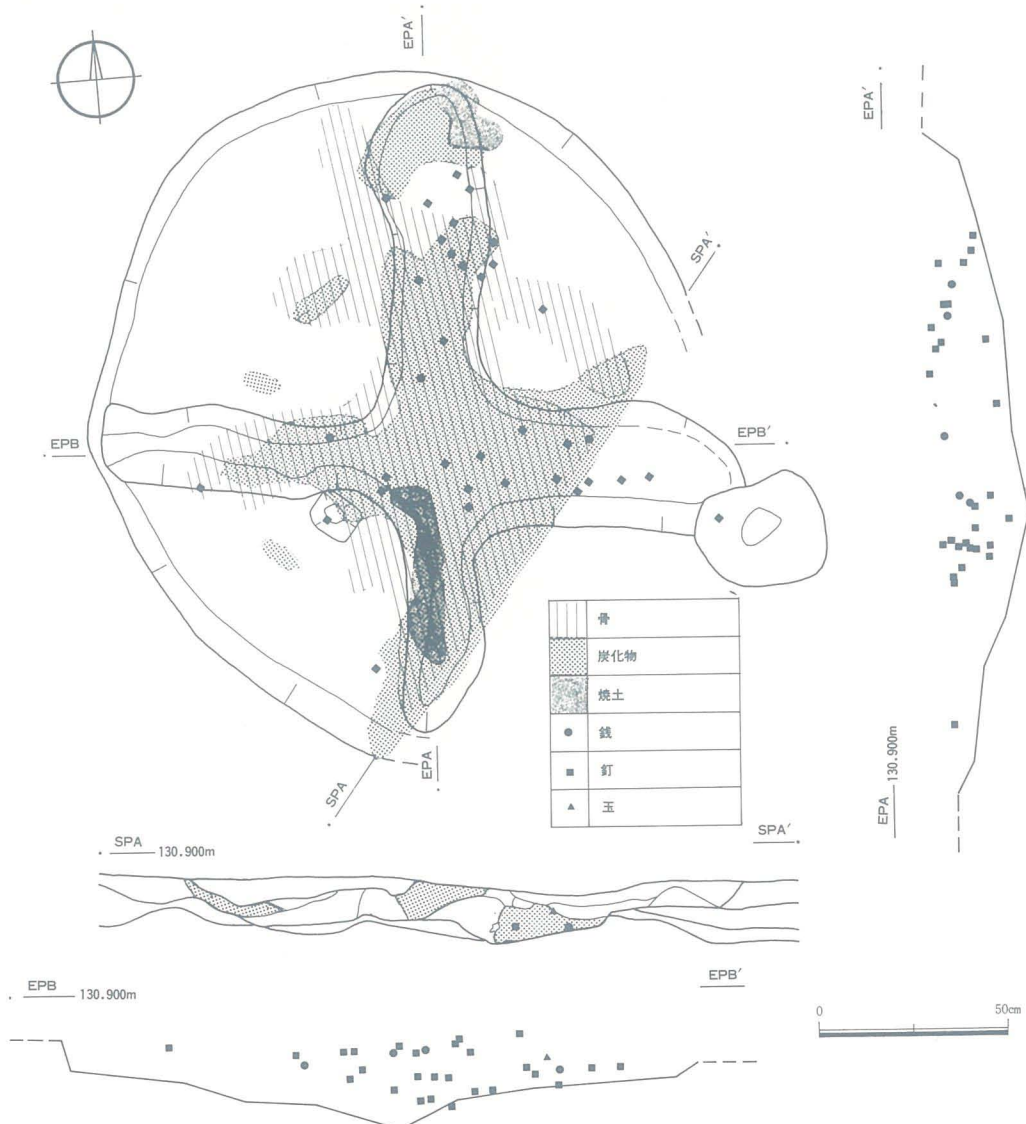 EPA′
EPA′
SPA′
EPB
EPB′
骨
炭化物
焼土
銭
釘
玉
SPA
EPA
EPA 130.900m
SPA 130.900m
SPA′
EPB 130.900m
EPB′
0 50cm